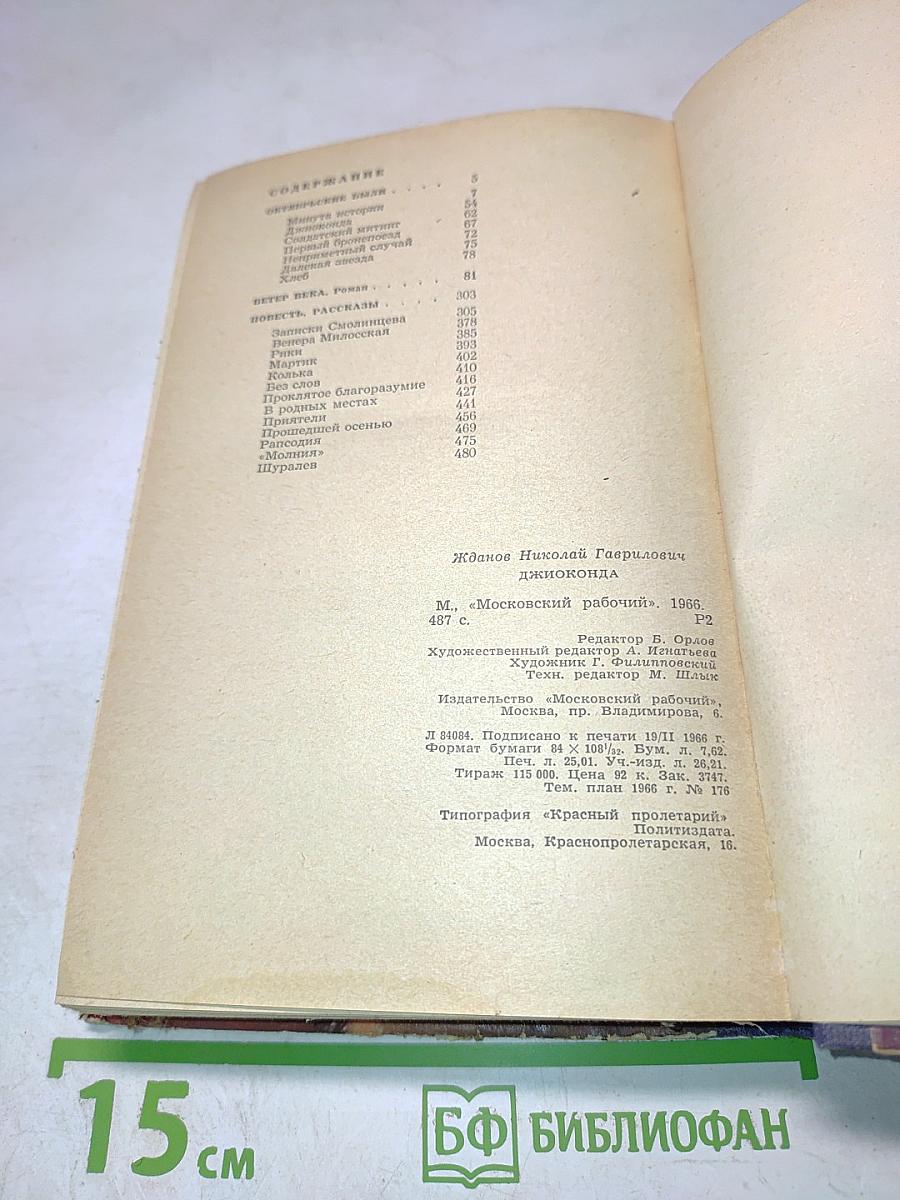 СОДЕРЖАНИЕ
ОКТЯБРЬСКИЕ БЫЛИ . . . . 5
Минута истории 7
Джиоконда 54
Солдатский митинг 62
Первый бронепоезд 67
Неприметный случай 72
Далекая звезда 75
Хлеб 78
ВЕТЕР ВЕКА. Роман . . . . . 81
ПОВЕСТЬ. РАССКАЗЫ . . . . 303
Записки Смолинцева 305
Венера Милосская 378
Рики 385
Мартик 393
Колька 402
Без слов 410
Проклятое благоразумие 416
В родных местах 427
Приятели 441
Прошедшей осенью 456
Рапсодия 469
«Молния» 475
Шуралев 480
Жданов Николай Гаврилович
ДЖИОКОНДА
М., «Московский рабочий». 1966.
487 с. Р2
Редактор Б. Орлов
Художественный редактор А. Игнатьева
Художник Г. Филипповский
Техн. редактор М. Шлык
Издательство «Московский рабочий»,
Москва, пр. Владимирова, 6.
Л 84084. Подписано к печати 19/II 1966 г.
Формат бумаги 84 × 108¹/₃₂. Бум. л. 7,62.
Печ. л. 25,01. Уч.-изд. л. 26,21.
Тираж 115 000. Цена 92 к. Зак. 3747.
Тем. план 1966 г. № 176
Типография «Красный пролетарий»
Политиздата.
Москва, Краснопролетарская, 16.
15 см
БФ БИБЛИОФАН